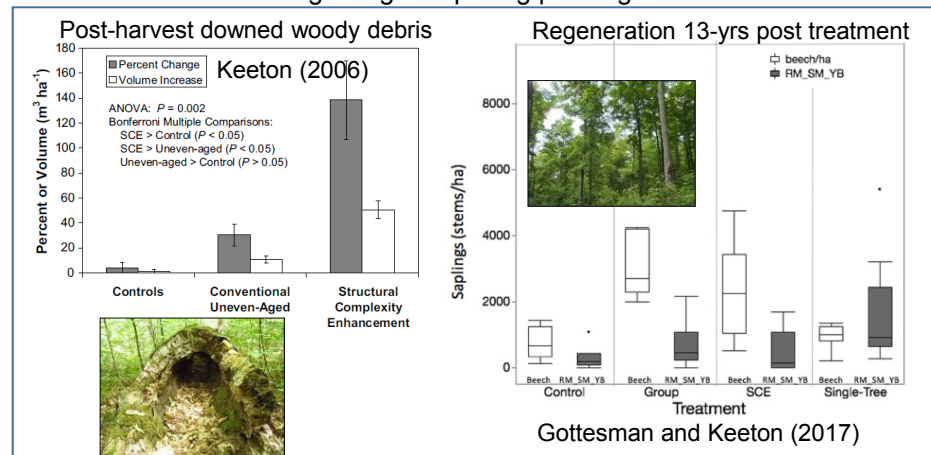 Post-harvest downed woody debris
Keeton (2006)
180
160
140
120
100
80
60
40
20
0
Percent or Volume (m³ ha⁻¹)
Percent Change
Volume Increase
ANOVA: P = 0.002
Bonferroni Multiple Comparisons:
SCE > Control (P < 0.05)
SCE > Uneven-aged (P < 0.05)
Uneven-aged > Control (P > 0.05)
Controls
Conventional
Uneven-Aged
Structural
Complexity
Enhancement
Regeneration 13-yrs post treatment
beech/ha
RM_SM_YB
8000
6000
4000
2000
0
Saplings (stems/ha)
Beech RM_SM_YB Beech RM_SM_YB Beech RM_SM_YB Beech RM_SM_YB
Control Group SCE Single-Tree
Treatment
Gottesman and Keeton (2017)